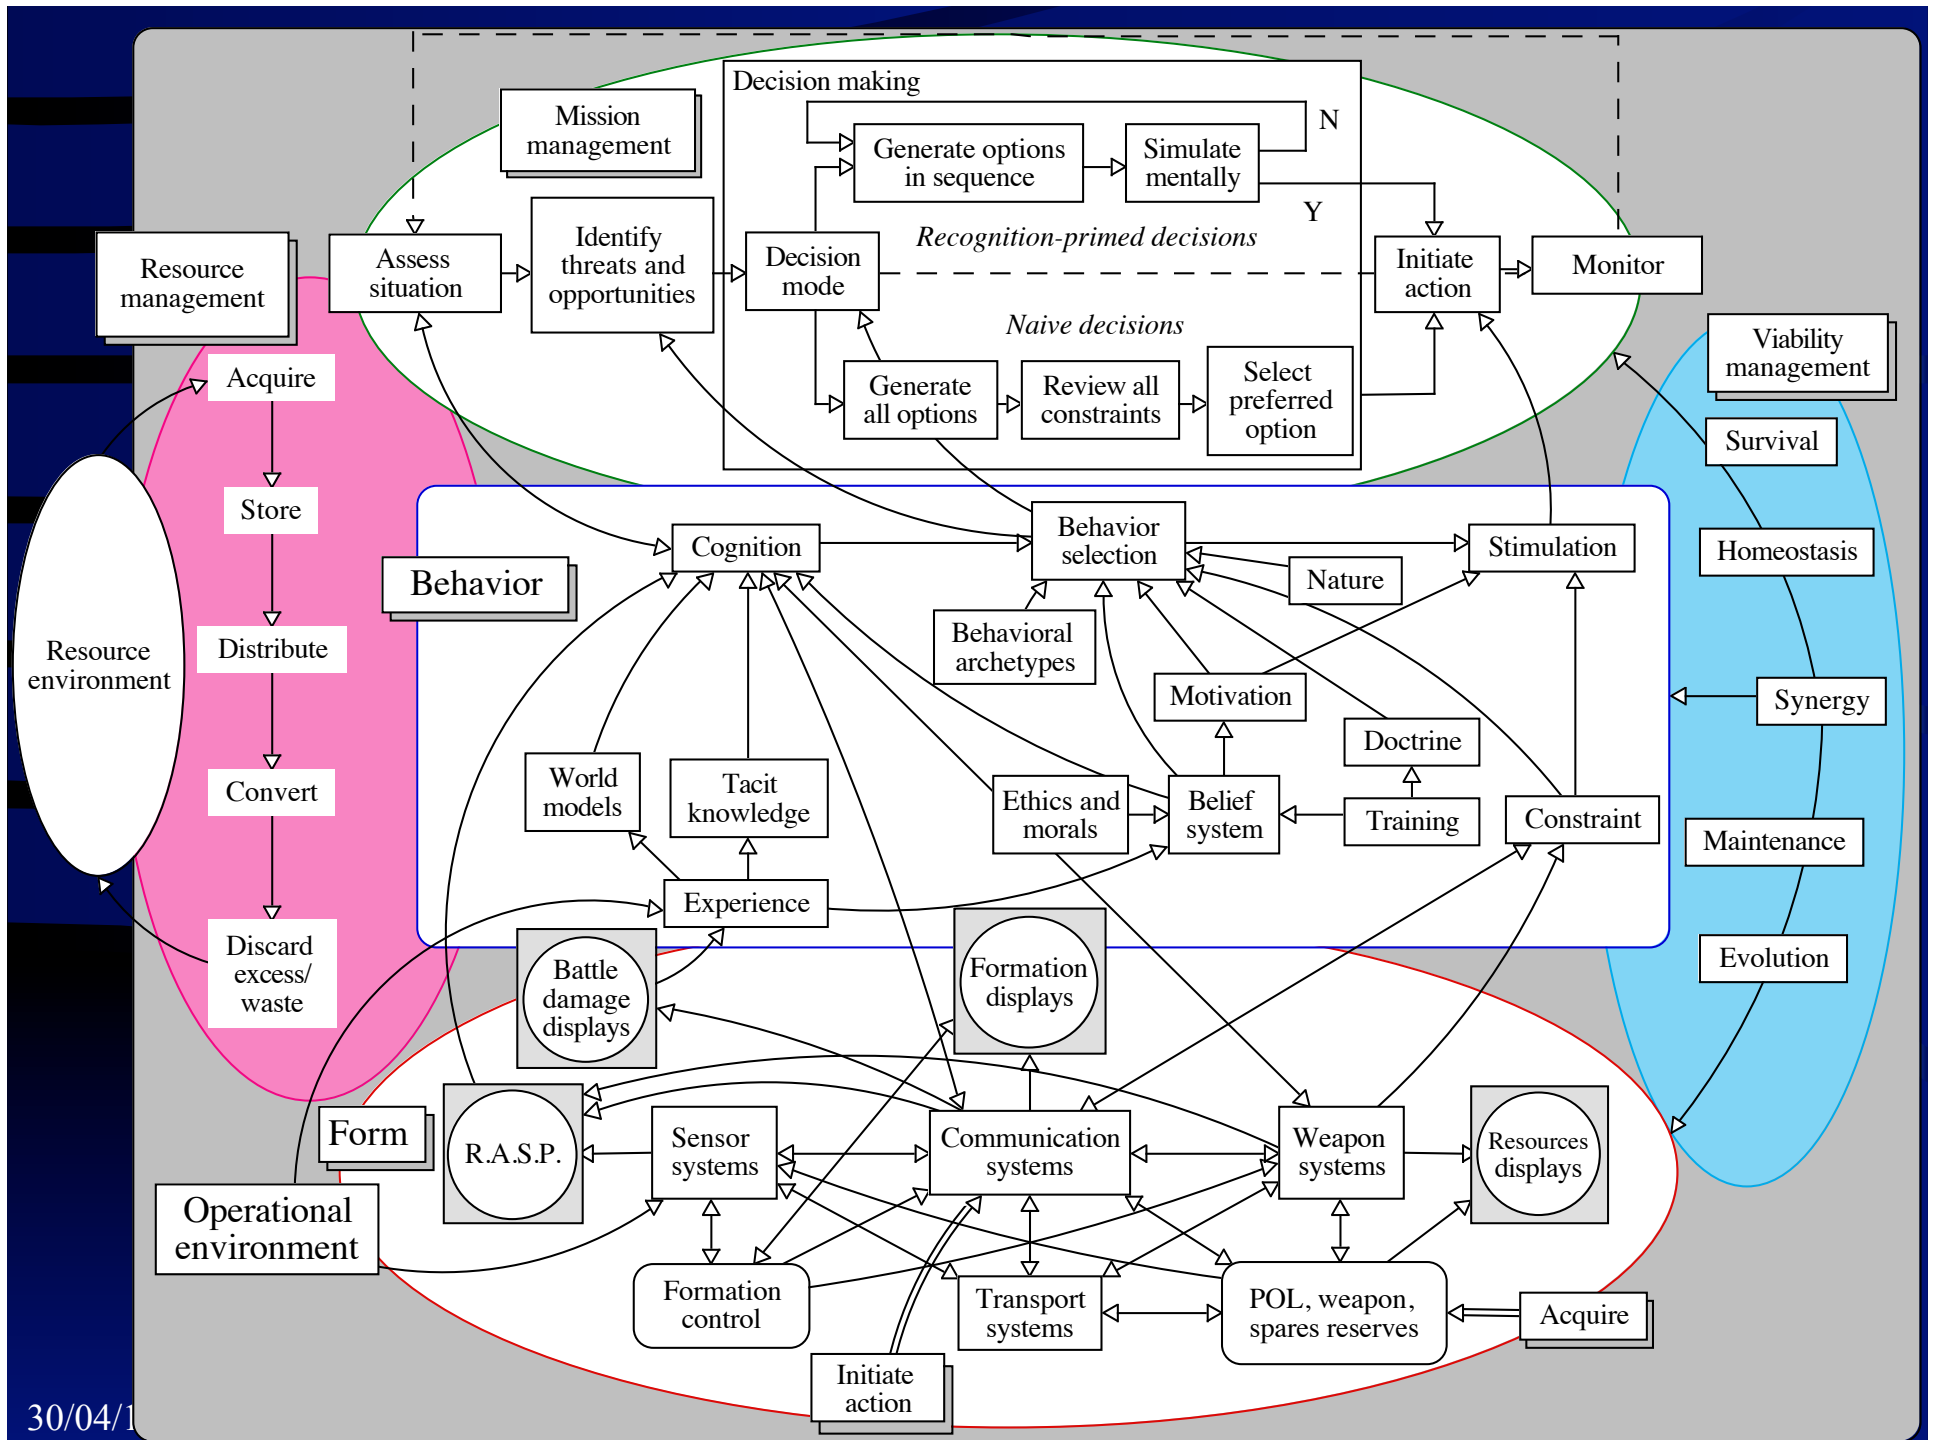 Decision making
Mission
management
N
Generate options
in sequence
Simulate
mentally
Y
Recognition-primed decisions
Resource
management
Assess
situation
Identify
threats and
opportunities
Decision
mode
Initiate
action
Monitor
Naive decisions
Viability
management
Acquire
Generate
all options
Review all
constraints
Select
preferred
option
Survival
Store
Cognition
Behavior
selection
Stimulation
Homeostasis
Behavior
Nature
Resource
environment
Distribute
Behavioral
archetypes
Motivation
Synergy
Doctrine
Convert
World
models
Tacit
knowledge
Ethics and
morals
Belief
system
Training
Constraint
Maintenance
Experience
Discard
excess/
waste
Battle
damage
displays
Formation
displays
Evolution
Form
R.A.S.P.
Sensor
systems
Communication
systems
Weapon
systems
Resources
displays
Operational
environment
Formation
control
Transport
systems
POL, weapon,
spares reserves
Acquire
Initiate
action
30/04/1